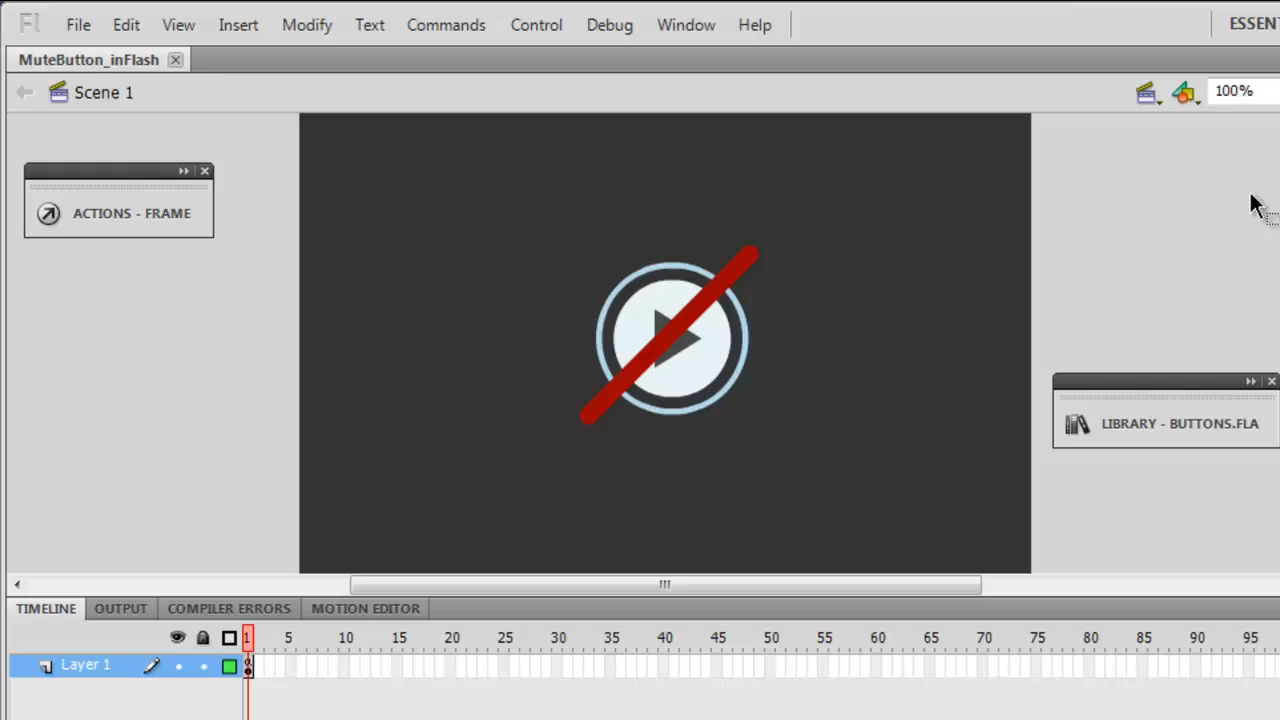 Fl File Edit View Insert Modify Text Commands Control Debug Window Help ESSEN
MuteButton_inFlash
Scene 1 100%
ACTIONS - FRAME
LIBRARY - BUTTONS.FLA
TIMELINE OUTPUT COMPILER ERRORS MOTION EDITOR
1 5 10 15 20 25 30 35 40 45 50 55 60 65 70 75 80 85 90 95
Layer 1